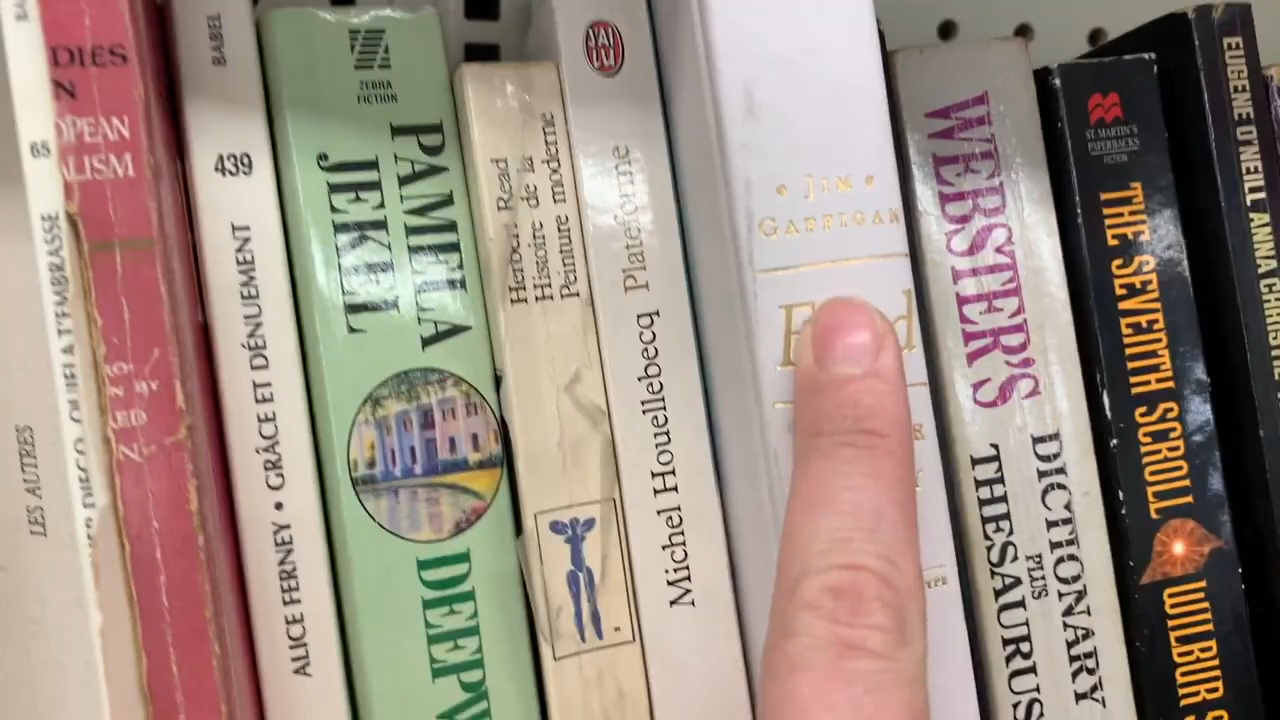 65
LES AUTRES
DIES
N
OPEAN
ALISM
BABEL
439
ALICE FERNEY • GRÂCE ET DÉNUEMENT
ZEBRA
FICTION
PAMELA
JEKEL
DEEPW
Herbert Read
Histoire de la
Peinture moderne
J'AI
LU
Michel Houellebecq Plateforme
• JIM •
GAFFIGAN
F d
WEBSTER'S
DICTIONARY
PLUS
THESAURUS
ST. MARTIN'S
PAPERBACKS
FICTION
THE SEVENTH SCROLL WILBUR S
EUGENE O'NEILL ANNA CHRISTIE